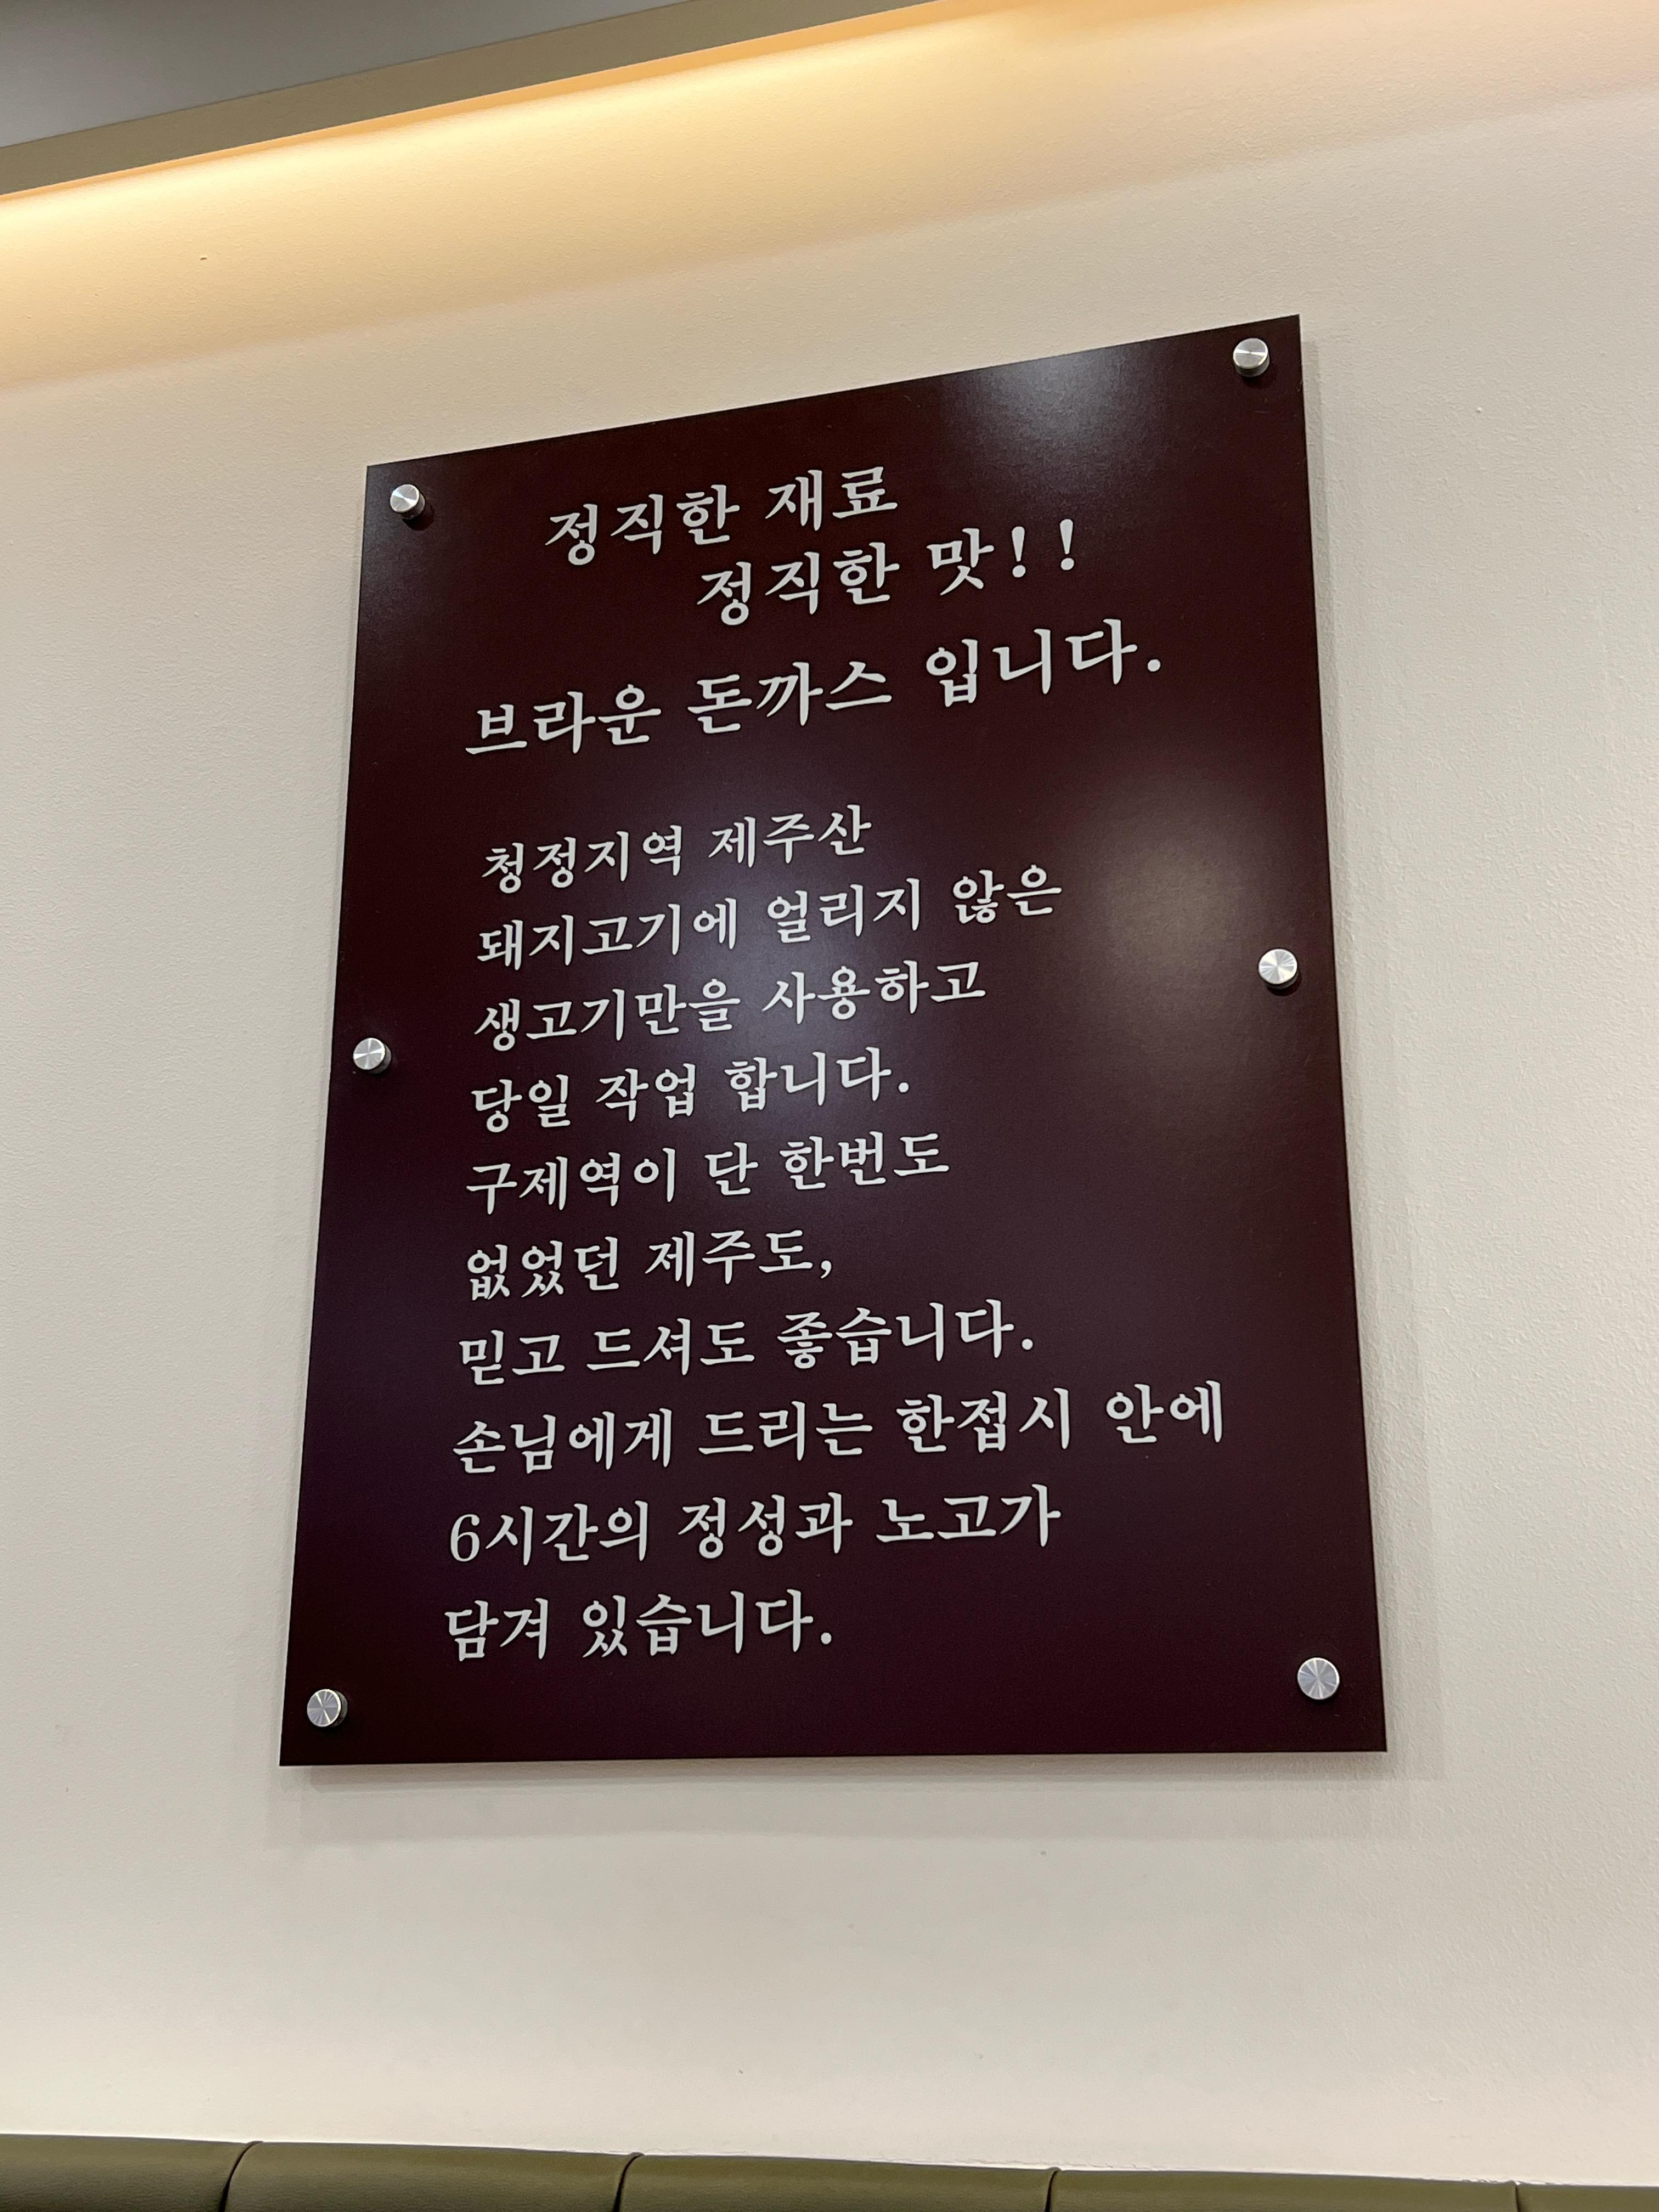 정직한 재료
정직한 맛!!
브라운 돈까스 입니다.
청정지역 제주산
돼지고기에 얼리지 않은
생고기만을 사용하고
당일 작업 합니다.
구제역이 단 한번도
없었던 제주도,
믿고 드셔도 좋습니다.
손님에게 드리는 한접시 안에
6시간의 정성과 노고가
담겨 있습니다.